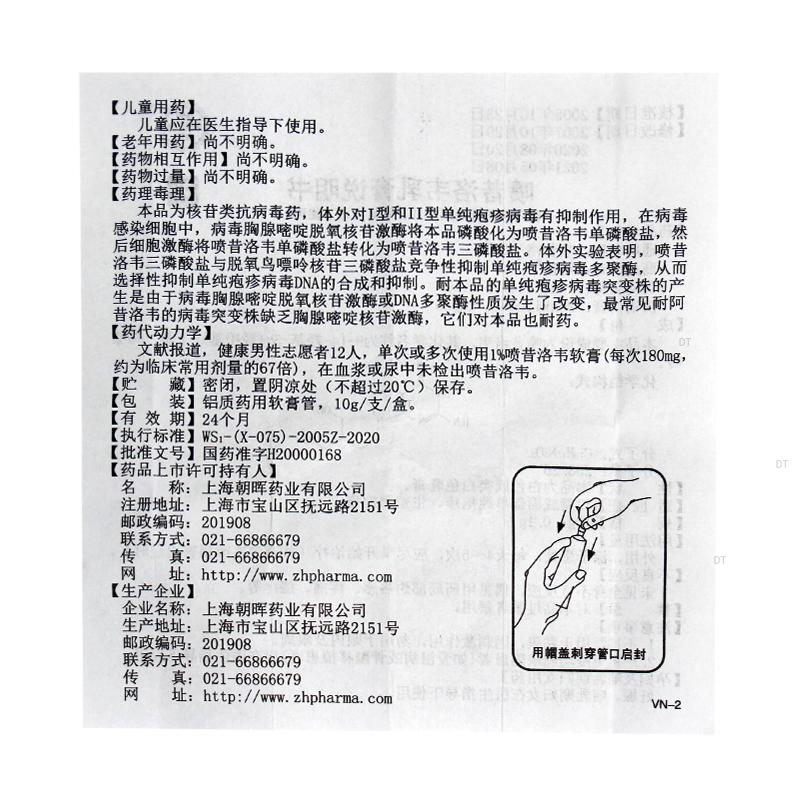 【儿童用药】
儿童应在医生指导下使用。
【老年用药】尚不明确。
【药物相互作用】尚不明确。
【药物过量】尚不明确。
【药理毒理】
本品为核苷类抗病毒药，体外对I型和II型单纯疱疹病毒有抑制作用，在病毒
感染细胞中，病毒胸腺嘧啶脱氧核苷激酶将本品磷酸化为喷昔洛韦单磷酸盐，然
后细胞激酶将喷昔洛韦单磷酸盐转化为喷昔洛韦三磷酸盐。体外实验表明，喷昔
洛韦三磷酸盐与脱氧鸟嘌呤核苷三磷酸盐竞争性抑制单纯疱疹病毒多聚酶，从而
选择性抑制单纯疱疹病毒DNA的合成和抑制。耐本品的单纯疱疹病毒突变株的产
生是由于病毒胸腺嘧啶脱氧核苷激酶或DNA多聚酶性质发生了改变，最常见耐阿
昔洛韦的病毒突变株缺乏胸腺嘧啶核苷激酶，它们对本品也耐药。
【药代动力学】
文献报道，健康男性志愿者12人，单次或多次使用1%喷昔洛韦软膏(每次180mg，
约为临床常用剂量的67倍)，在血浆或尿中未检出喷昔洛韦。
【贮 藏】密闭，置阴凉处（不超过20℃）保存。
【包 装】铝质药用软膏管，10g/支/盒。
【有 效 期】24个月
【执行标准】WS₁-(X-075)-2005Z-2020
【批准文号】国药准字H20000168
【药品上市许可持有人】
名 称：上海朝晖药业有限公司
注册地址：上海市宝山区抚远路2151号
邮政编码：201908
联系方式：021-66866679
传 真：021-66866679
网 址：http://www.zhpharma.com
【生产企业】
企业名称：上海朝晖药业有限公司
生产地址：上海市宝山区抚远路2151号
邮政编码：201908
联系方式：021-66866679
传 真：021-66866679
网 址：http://www.zhpharma.com
用帽盖刺穿管口启封
VN-2
DT
DT
DT